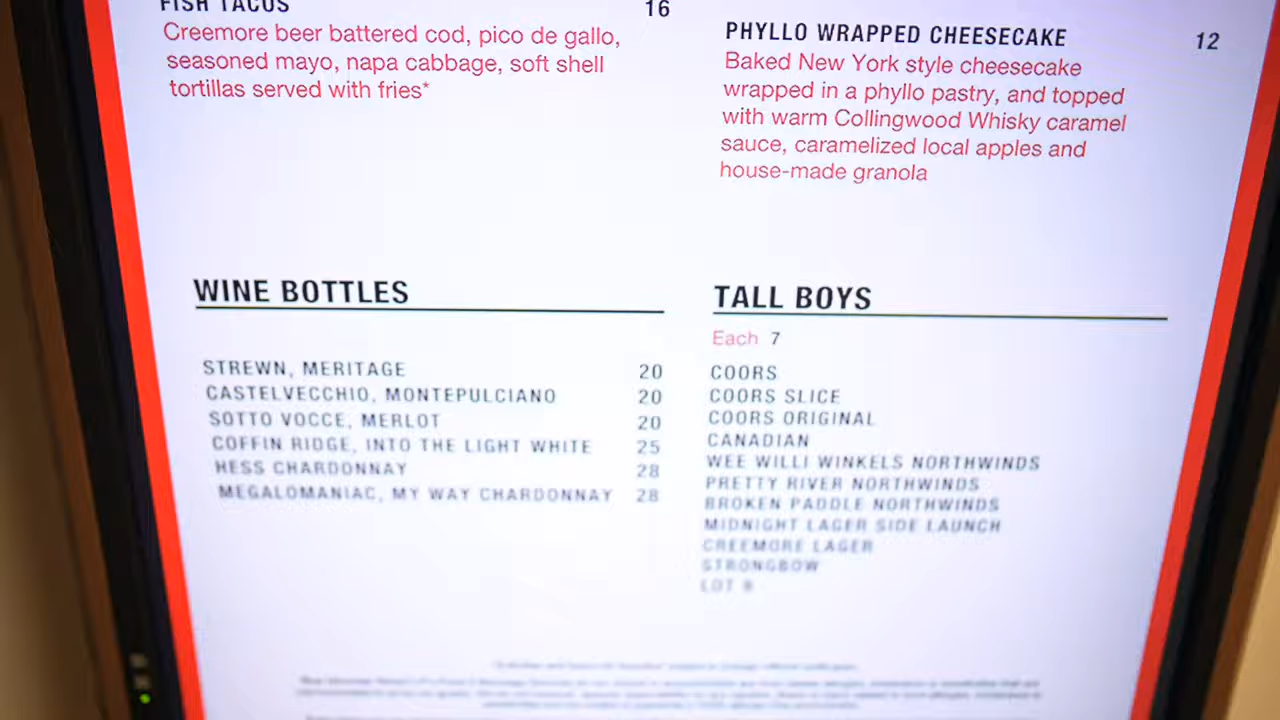 FISH TACOS 16
Creemore beer battered cod, pico de gallo,
seasoned mayo, napa cabbage, soft shell
tortillas served with fries*
PHYLLO WRAPPED CHEESECAKE 12
Baked New York style cheesecake
wrapped in a phyllo pastry, and topped
with warm Collingwood Whisky caramel
sauce, caramelized local apples and
house-made granola
WINE BOTTLES
STREWN, MERITAGE 20
CASTELVECCHIO, MONTEPULCIANO 20
SOTTO VOCCE, MERLOT 20
COFFIN RIDGE, INTO THE LIGHT WHITE 25
HESS CHARDONNAY 28
MEGALOMANIAC, MY WAY CHARDONNAY 28
TALL BOYS
Each 7
COORS
COORS SLICE
COORS ORIGINAL
CANADIAN
WEE WILLI WINKELS NORTHWINDS
PRETTY RIVER NORTHWINDS
BROKEN PADDLE NORTHWINDS
MIDNIGHT LAGER SIDE LAUNCH
CREEMORE LAGER
STRONGBOW
LOT